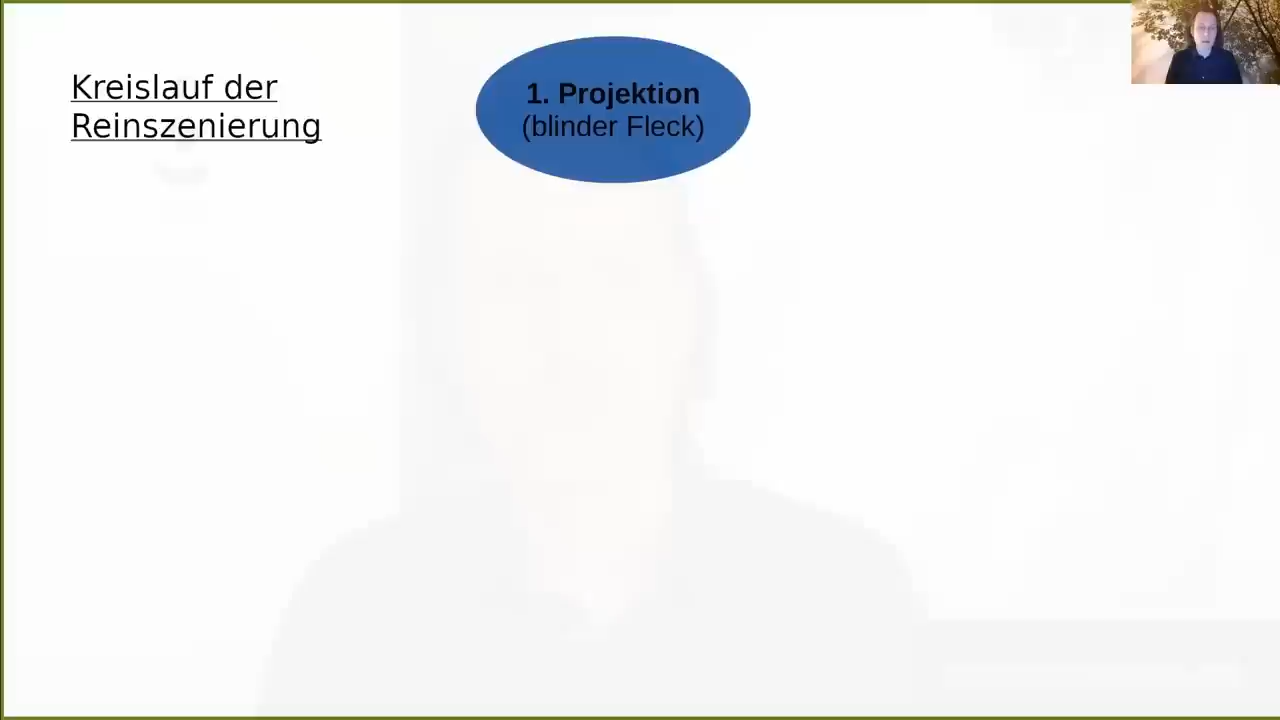 Kreislauf der
Reinszenierung
1. Projektion
(blinder Fleck)